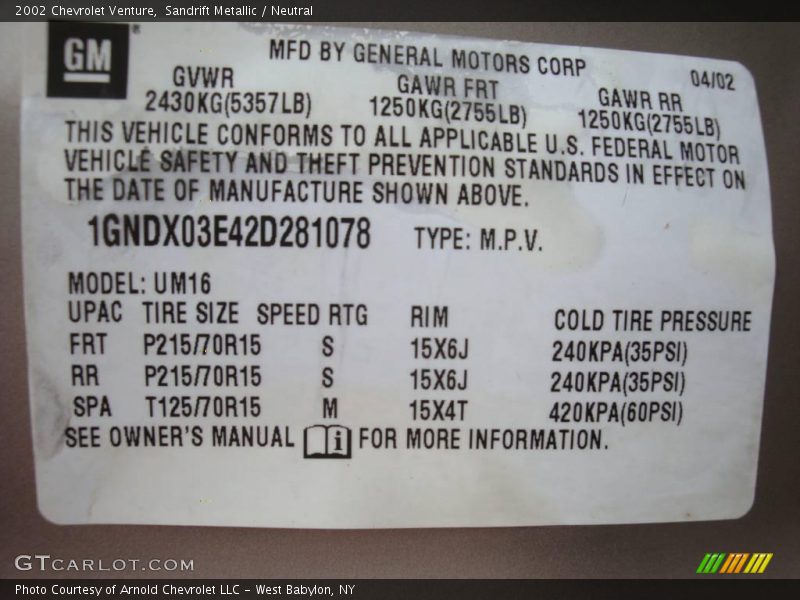 2002 Chevrolet Venture, Sandrift Metallic / Neutral
GM
MFD BY GENERAL MOTORS CORP
04/02
GVWR GAWR FRT GAWR RR
2430KG(5357LB) 1250KG(2755LB) 1250KG(2755LB)
THIS VEHICLE CONFORMS TO ALL APPLICABLE U.S. FEDERAL MOTOR
VEHICLE SAFETY AND THEFT PREVENTION STANDARDS IN EFFECT ON
THE DATE OF MANUFACTURE SHOWN ABOVE.
1GNDX03E42D281078 TYPE: M.P.V.
MODEL: UM16
UPAC TIRE SIZE SPEED RTG RIM COLD TIRE PRESSURE
FRT P215/70R15 S 15X6J 240KPA(35PSI)
RR P215/70R15 S 15X6J 240KPA(35PSI)
SPA T125/70R15 M 15X4T 420KPA(60PSI)
SEE OWNER'S MANUAL i FOR MORE INFORMATION.
GTCARLOT.COM
Photo Courtesy of Arnold Chevrolet LLC - West Babylon, NY